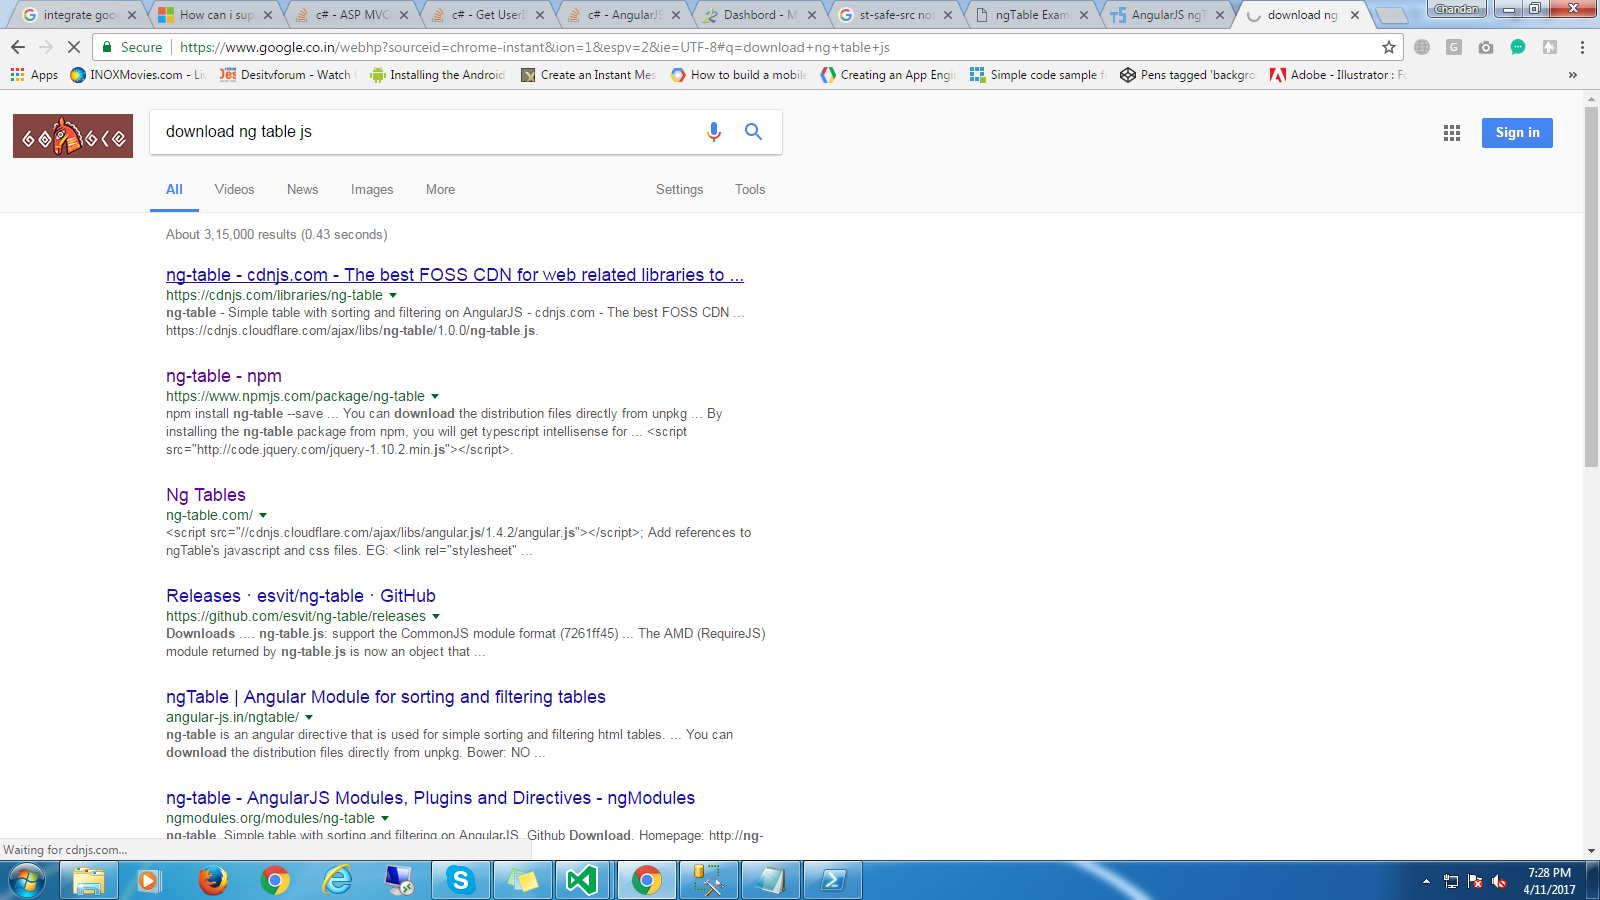 integrate goo
How can i sup
c# - ASP MVC
c# - Get UserI
c# - AngularJS
Dashbord - M
st-safe-src not
ngTable Exam
AngularJS ngT
download ng
Chandan
Secure
https://www.google.co.in/webhp?sourceid=chrome-instant&ion=1&espv=2&ie=UTF-8#q=download+ng+table+js
Apps
INOXMovies.com - Liv
Desitvforum - Watch
Installing the Android
Create an Instant Mes
How to build a mobile
Creating an App Engi
Simple code sample f
Pens tagged 'backgro
Adobe - Illustrator : Fo
download ng table js
Sign in
All
Videos
News
Images
More
Settings
Tools
About 3,15,000 results (0.43 seconds)
ng-table - cdnjs.com - The best FOSS CDN for web related libraries to ...
https://cdnjs.com/libraries/ng-table
ng-table - Simple table with sorting and filtering on AngularJS - cdnjs.com - The best FOSS CDN ...
https://cdnjs.cloudflare.com/ajax/libs/ng-table/1.0.0/ng-table.js.
ng-table - npm
https://www.npmjs.com/package/ng-table
npm install ng-table --save ... You can download the distribution files directly from unpkg ... By
installing the ng-table package from npm, you will get typescript intellisense for ... <script
src="http://code.jquery.com/jquery-1.10.2.min.js"></script>.
Ng Tables
ng-table.com/
<script src="//cdnjs.cloudflare.com/ajax/libs/angular.js/1.4.2/angular.js"></script>; Add references to
ngTable's javascript and css files. EG: <link rel="stylesheet" ...
Releases · esvit/ng-table · GitHub
https://github.com/esvit/ng-table/releases
Downloads .... ng-table.js: support the CommonJS module format (7261ff45) ... The AMD (RequireJS)
module returned by ng-table.js is now an object that ...
ngTable | Angular Module for sorting and filtering tables
angular-js.in/ngtable/
ng-table is an angular directive that is used for simple sorting and filtering html tables. ... You can
download the distribution files directly from unpkg. Bower: NO ...
ng-table - AngularJS Modules, Plugins and Directives - ngModules
ngmodules.org/modules/ng-table
ng-table. Simple table with sorting and filtering on AngularJS. Github Download. Homepage: http://ng-
Waiting for cdnjs.com...
7:28 PM
4/11/2017